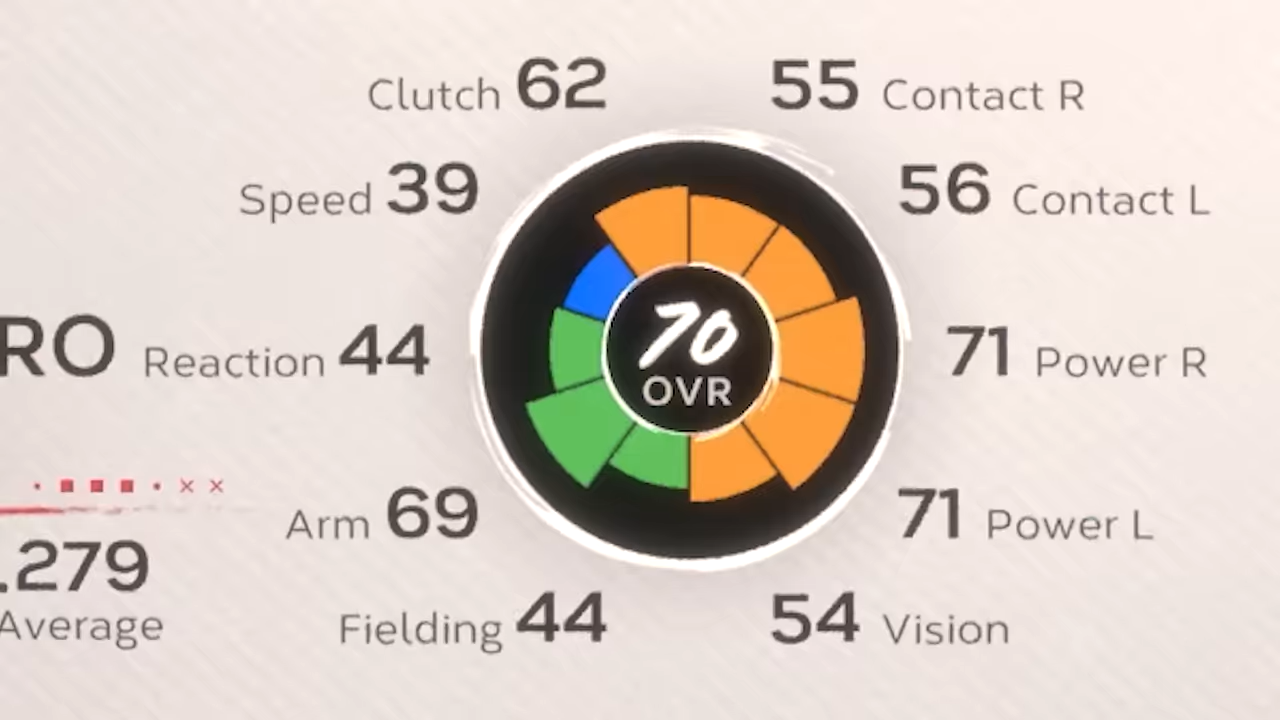 Clutch 62
55 Contact R
Speed 39
56 Contact L
RO
Reaction 44
70
OVR
71 Power R
Arm 69
71 Power L
.279
Average
Fielding 44
54 Vision